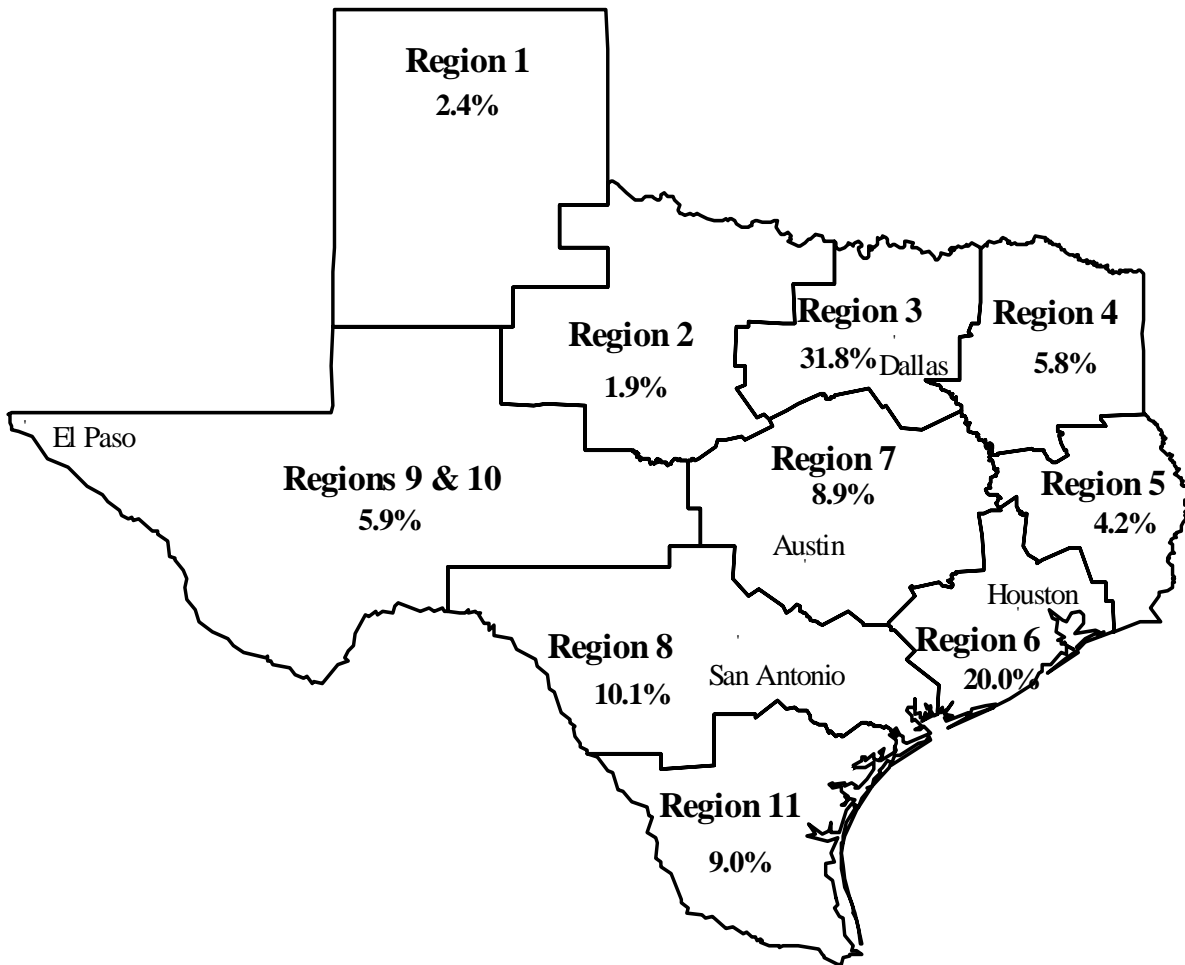 Region 1
2.4%
Region 2
1.9%
Region 3
31.8%
Dallas
Region 4
5.8%
El Paso
Regions 9 & 10
5.9%
Region 7
8.9%
Austin
Region 5
4.2%
Houston
Region 6
20.0%
Region 8
10.1%
San Antonio
Region 11
9.0%